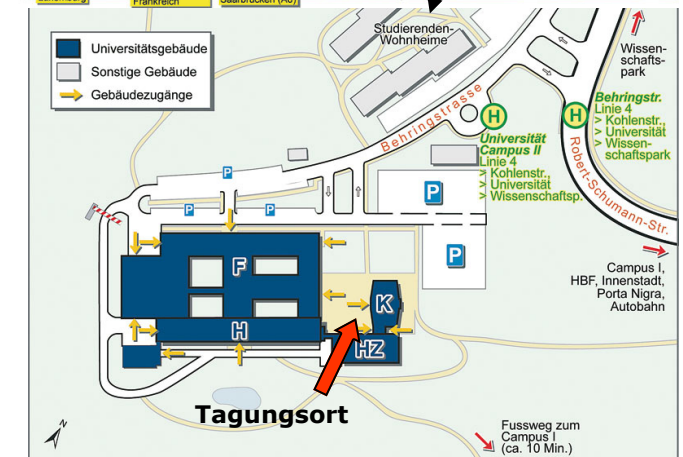 Luxemburg
Frankreich
Saarbrücken (A8)
Universitätsgebäude
Sonstige Gebäude
Gebäudezugänge
Studierenden-
Wohnheime
Wissen-
schafts-
park
Behringstrasse
H
Universität
Campus II
Linie 4
> Kohlenstr.,
> Universität
> Wissenschaftsp.
H
Behringstr.
Linie 4
> Kohlenstr.,
> Universität
> Wissen-
schaftspark
Robert-Schumann-Str.
P
P
P
P
P
F
K
H
HZ
Campus I,
HBF, Innenstadt,
Porta Nigra,
Autobahn
Tagungsort
Fussweg zum
Campus I
(ca. 10 Min.)
N